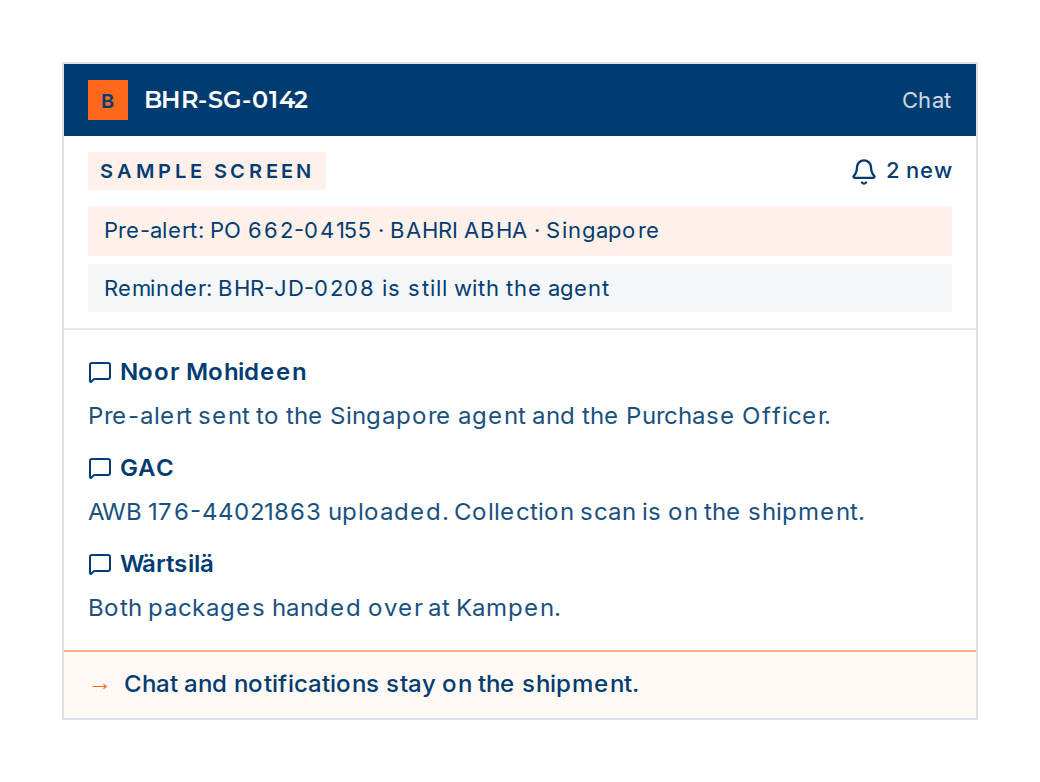 B BHR-SG-0142 Chat
SAMPLE SCREEN 2 new
Pre-alert: PO 662-04155 · BAHRI ABHA · Singapore
Reminder: BHR-JD-0208 is still with the agent
Noor Mohideen
Pre-alert sent to the Singapore agent and the Purchase Officer.
GAC
AWB 176-44021863 uploaded. Collection scan is on the shipment.
Wärtsilä
Both packages handed over at Kampen.
→ Chat and notifications stay on the shipment.